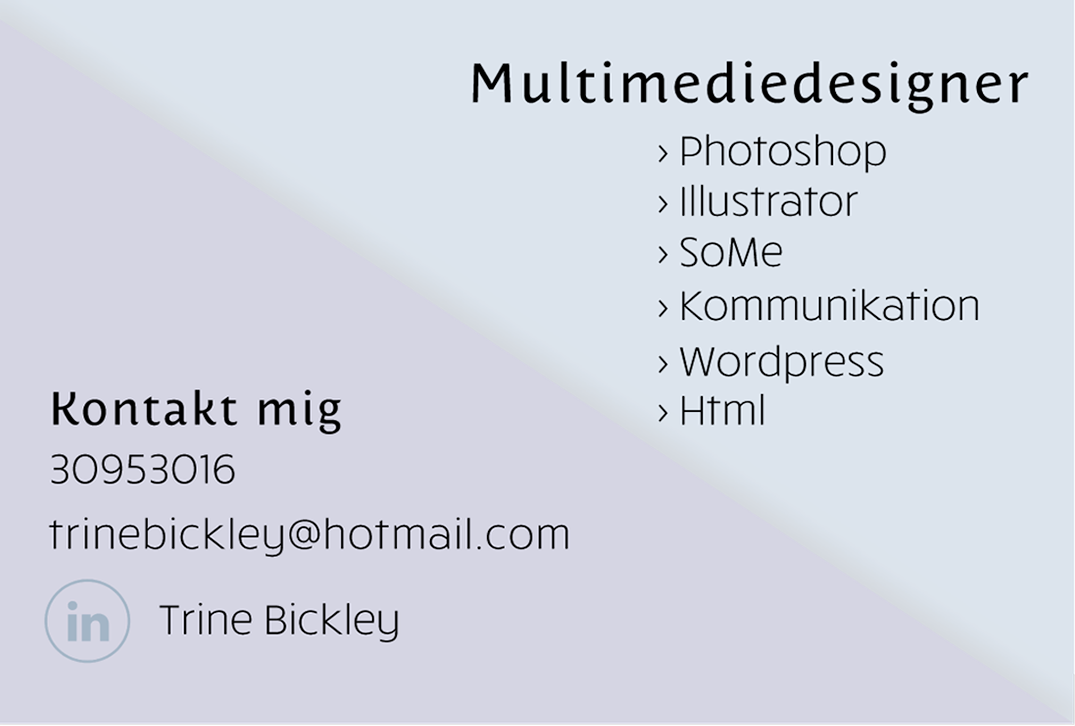 Multimediedesigner
› Photoshop
› Illustrator
› SoMe
› Kommunikation
› Wordpress
› Html
Kontakt mig
30953016
trinebickley@hotmail.com
in Trine Bickley